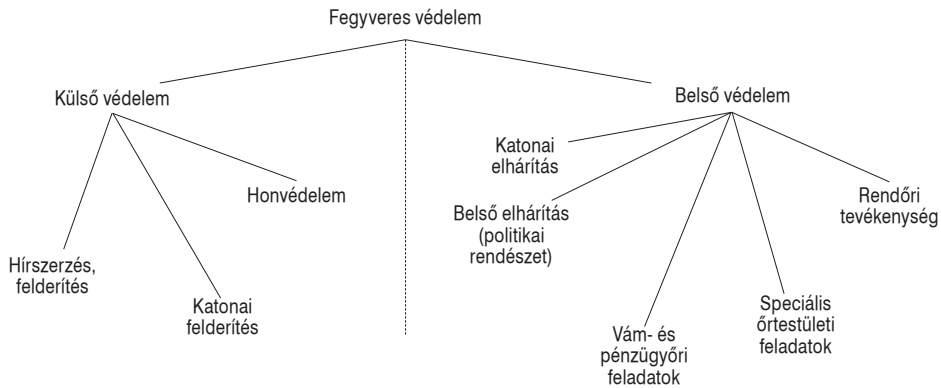 Fegyveres védelem
Külső védelem
Belső védelem
Katonai
elhárítás
Honvédelem
Rendőri
tevékenység
Belső elhárítás
(politikai
rendészet)
Hírszerzés,
felderítés
Katonai
felderítés
Speciális
őrtestületi
feladatok
Vám- és
pénzügyőri
feladatok